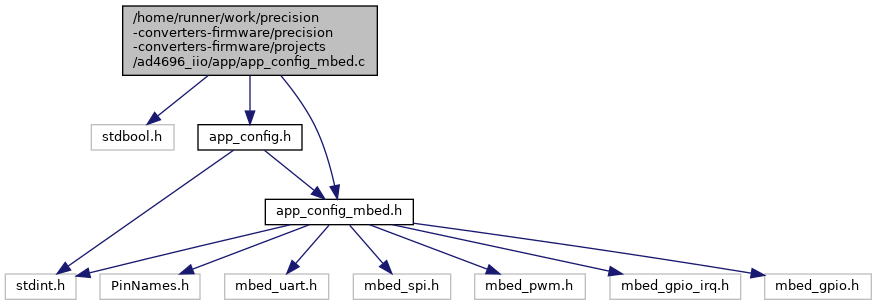 /home/runner/work/precision
-converters-firmware/precision
-converters-firmware/projects
/ad4696_iio/app/app_config_mbed.c
stdbool.h
app_config.h
app_config_mbed.h
stdint.h
PinNames.h
mbed_uart.h
mbed_spi.h
mbed_pwm.h
mbed_gpio_irq.h
mbed_gpio.h